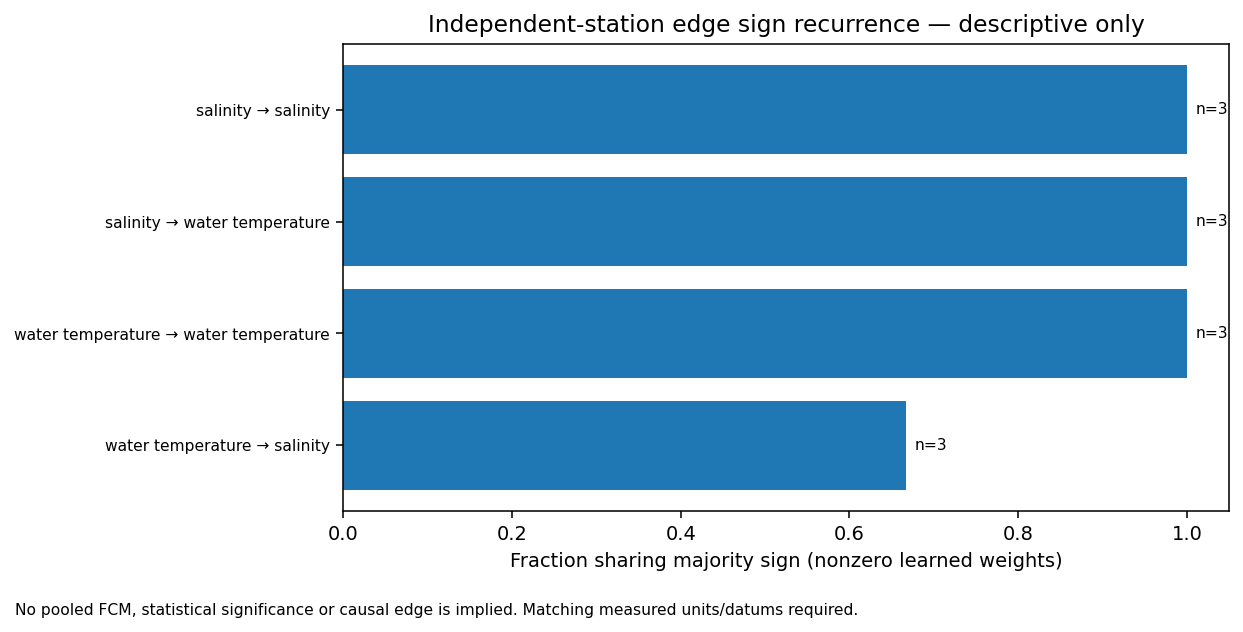 Independent-station edge sign recurrence — descriptive only
salinity → salinity
n=3
salinity → water temperature
n=3
water temperature → water temperature
n=3
water temperature → salinity
n=3
0.0 0.2 0.4 0.6 0.8 1.0
Fraction sharing majority sign (nonzero learned weights)
No pooled FCM, statistical significance or causal edge is implied. Matching measured units/datums required.